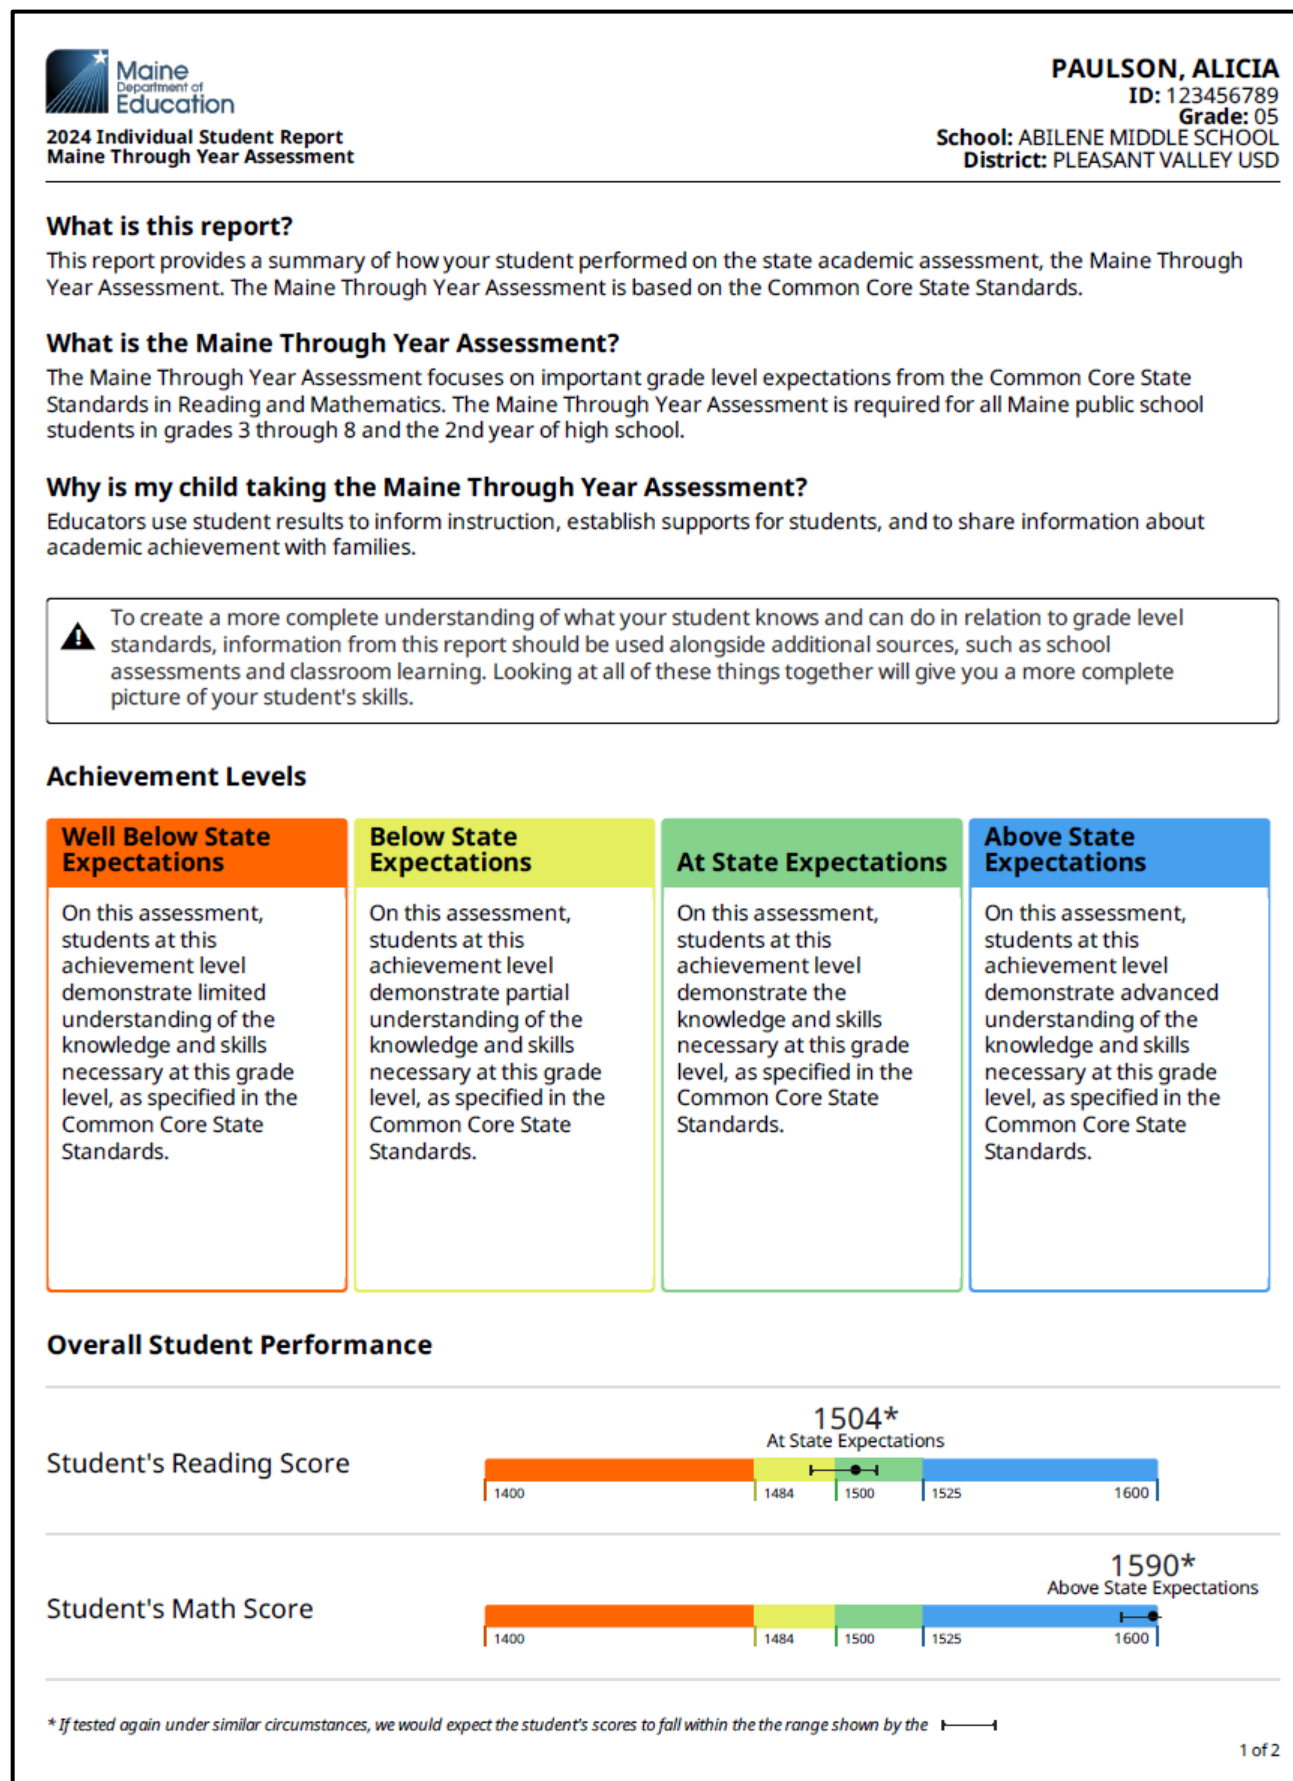 Maine
Department of
Education
2024 Individual Student Report
Maine Through Year Assessment
PAULSON, ALICIA
ID: 123456789
Grade: 05
School: ABILENE MIDDLE SCHOOL
District: PLEASANT VALLEY USD
What is this report?
This report provides a summary of how your student performed on the state academic assessment, the Maine Through
Year Assessment. The Maine Through Year Assessment is based on the Common Core State Standards.
What is the Maine Through Year Assessment?
The Maine Through Year Assessment focuses on important grade level expectations from the Common Core State
Standards in Reading and Mathematics. The Maine Through Year Assessment is required for all Maine public school
students in grades 3 through 8 and the 2nd year of high school.
Why is my child taking the Maine Through Year Assessment?
Educators use student results to inform instruction, establish supports for students, and to share information about
academic achievement with families.
To create a more complete understanding of what your student knows and can do in relation to grade level
standards, information from this report should be used alongside additional sources, such as school
assessments and classroom learning. Looking at all of these things together will give you a more complete
picture of your student's skills.
Achievement Levels
Well Below State
Expectations
On this assessment,
students at this
achievement level
demonstrate limited
understanding of the
knowledge and skills
necessary at this grade
level, as specified in the
Common Core State
Standards.
Below State
Expectations
On this assessment,
students at this
achievement level
demonstrate partial
understanding of the
knowledge and skills
necessary at this grade
level, as specified in the
Common Core State
Standards.
At State Expectations
On this assessment,
students at this
achievement level
demonstrate the
knowledge and skills
necessary at this grade
level, as specified in the
Common Core State
Standards.
Above State
Expectations
On this assessment,
students at this
achievement level
demonstrate advanced
understanding of the
knowledge and skills
necessary at this grade
level, as specified in the
Common Core State
Standards.
Overall Student Performance
Student's Reading Score
1504*
At State Expectations
1400 1484 1500 1525 1600
Student's Math Score
1590*
Above State Expectations
1400 1484 1500 1525 1600
* If tested again under similar circumstances, we would expect the student's scores to fall within the the range shown by the
1 of 2